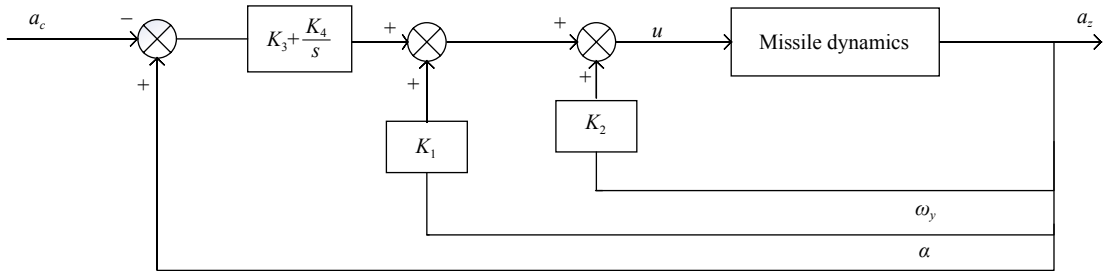 a_c
−
K_3+K_4/s
+
+
u
Missile dynamics
a_z
+
+
+
K_2
K_1
ω_y
α